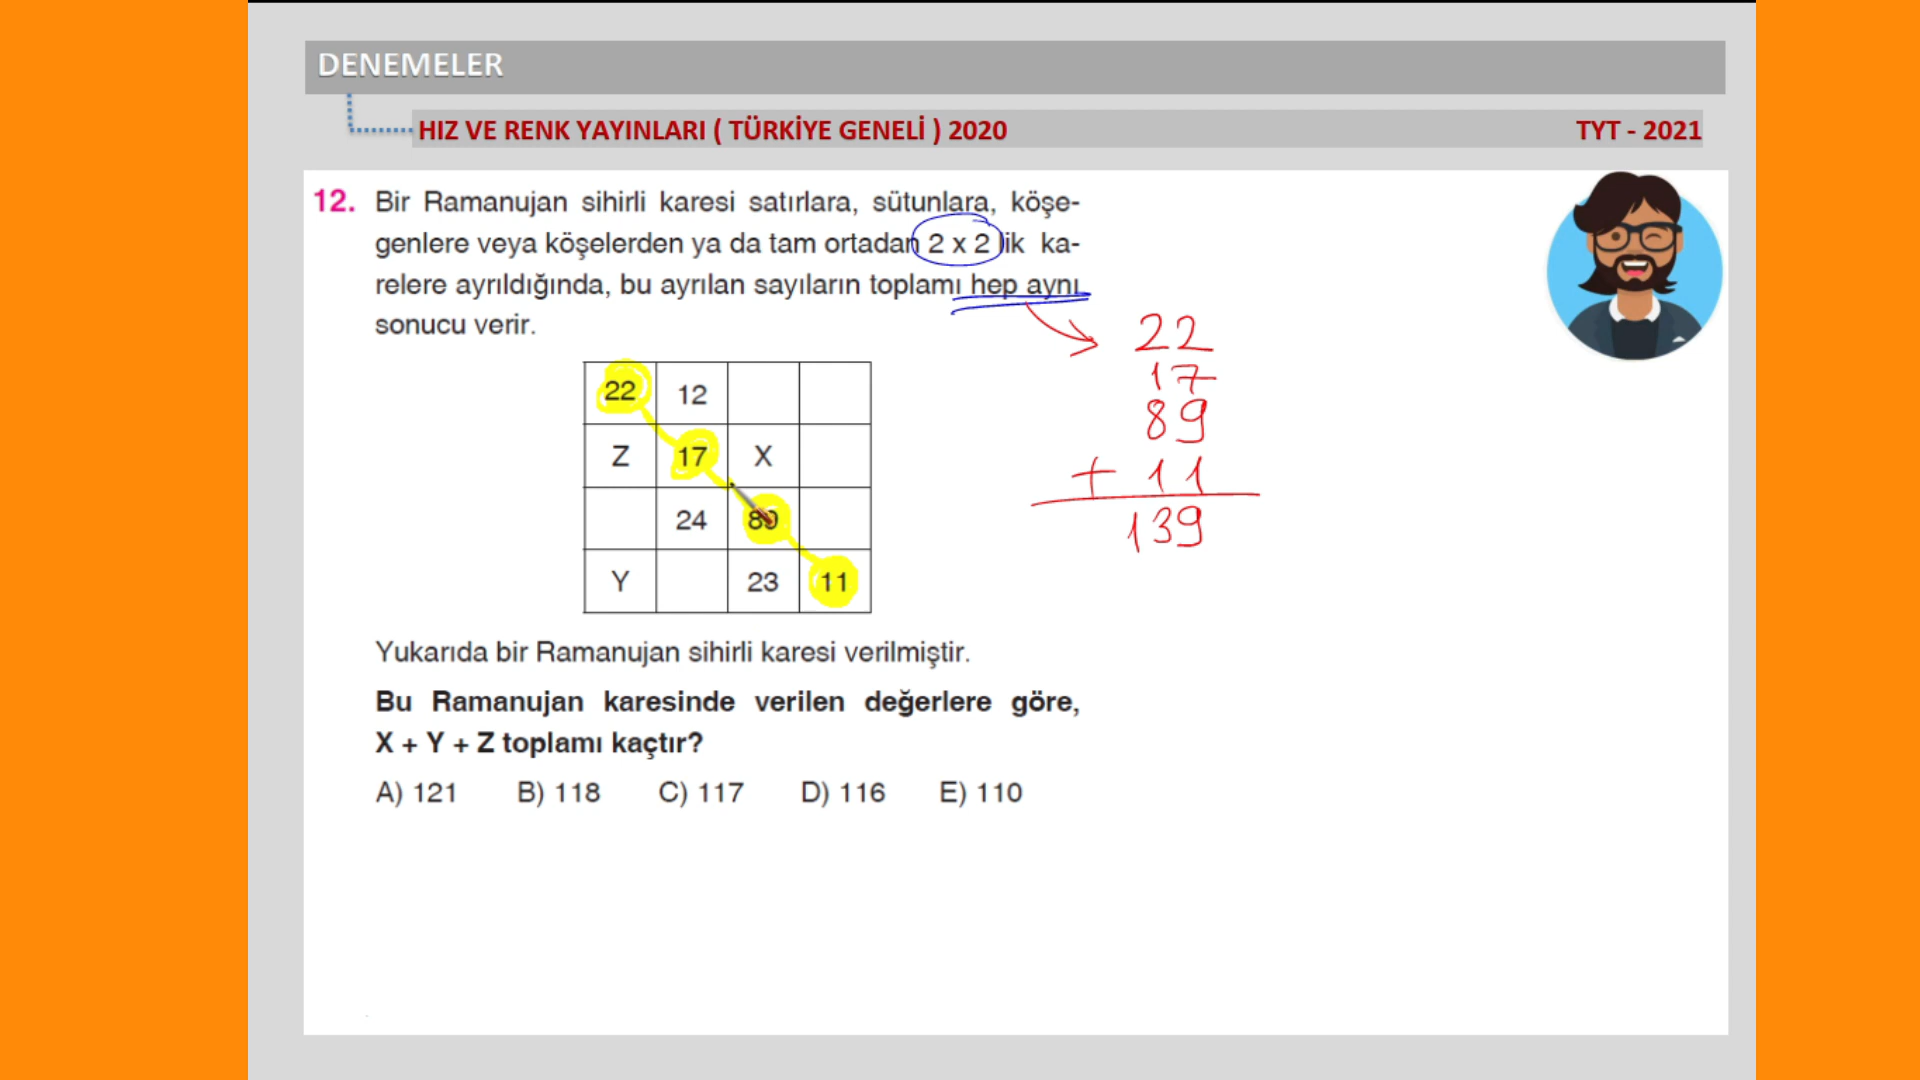 DENEMELER
HIZ VE RENK YAYINLARI ( TÜRKİYE GENELİ ) 2020
TYT - 2021
12. Bir Ramanujan sihirli karesi satırlara, sütunlara, köşe-
genlere veya köşelerden ya da tam ortadan 2 x 2 lik ka-
relere ayrıldığında, bu ayrılan sayıların toplamı hep aynı
sonucu verir.
22
17
89
+ 11
139
22 12
Z 17 X
24 89
Y 23 11
Yukarıda bir Ramanujan sihirli karesi verilmiştir.
Bu Ramanujan karesinde verilen değerlere göre,
X + Y + Z toplamı kaçtır?
A) 121 B) 118 C) 117 D) 116 E) 110